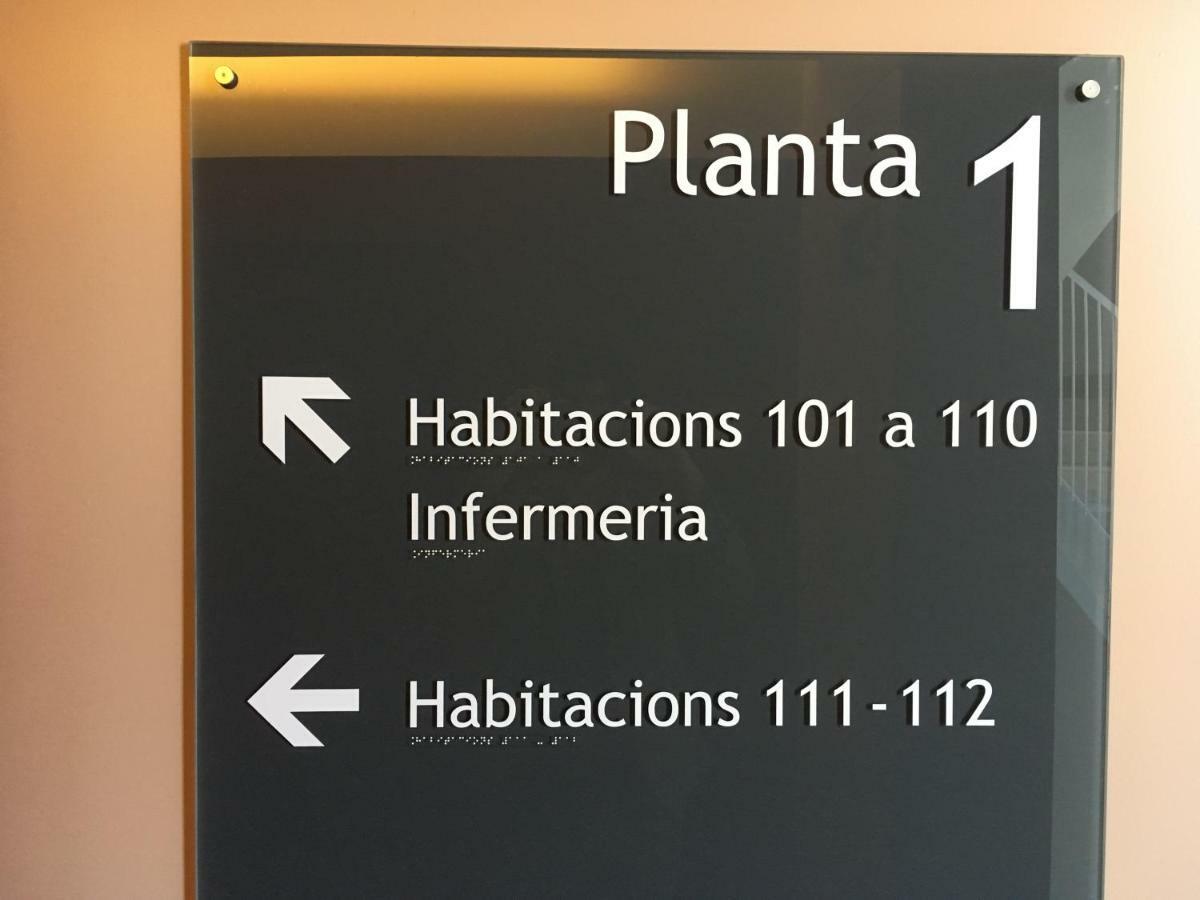 Planta 1
Habitacions 101 a 110
Infermeria
Habitacions 111-112